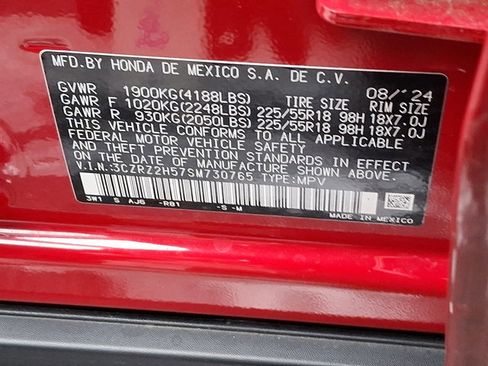 MFD.BY HONDA DE MEXICO S.A. DE C.V.
GVWR 1900KG(4188LBS) 08/'24
TIRE SIZE RIM SIZE
GAWR F 1020KG(2248LBS) 225/55R18 98H 18X7.0J
GAWR R 930KG(2050LBS) 225/55R18 98H 18X7.0J
THIS VEHICLE CONFORMS TO ALL APPLICABLE
FEDERAL MOTOR VEHICLE SAFETY AND THEFT
PREVENTION STANDARDS IN EFFECT
ON THE DATE OF MANUFACTURE SHOWN ABOVE.
V.I.N.:3CZRZ2H57SM730765 TYPE:MPV
3W1 S AJ6 -R81 -S -M
MADE IN MEXICO